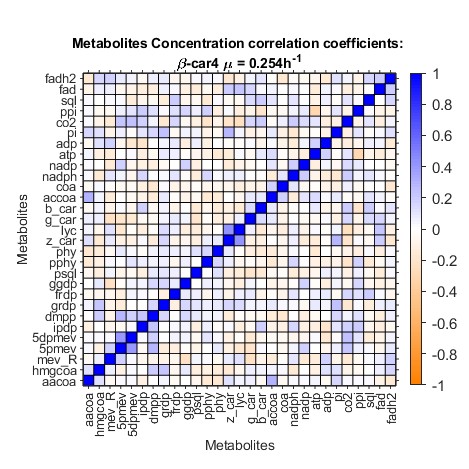 Metabolites Concentration correlation coefficients:
β-car4 μ = 0.254h⁻¹
Metabolites
fadh2
fad
sql
ppi
co2
pi
adp
atp
nadp
nadph
coa
accoa
b_car
g_car
lyc
z_car
phy
pphy
psql
ggdp
frdp
grdp
dmpp
ipdp
5dpmev
5pmev
mev_R
hmgcoa
aacoa
1
0.8
0.6
0.4
0.2
0
-0.2
-0.4
-0.6
-0.8
-1
aacoa
hmgcoa
mev_R
5pmev
5dpmev
ipdp
dmpp
grdp
frdp
ggdp
psql
pphy
phy
z_car
lyc
g_car
b_car
accoa
coa
nadph
nadp
atp
adp
pi
co2
ppi
sql
fad
fadh2
Metabolites